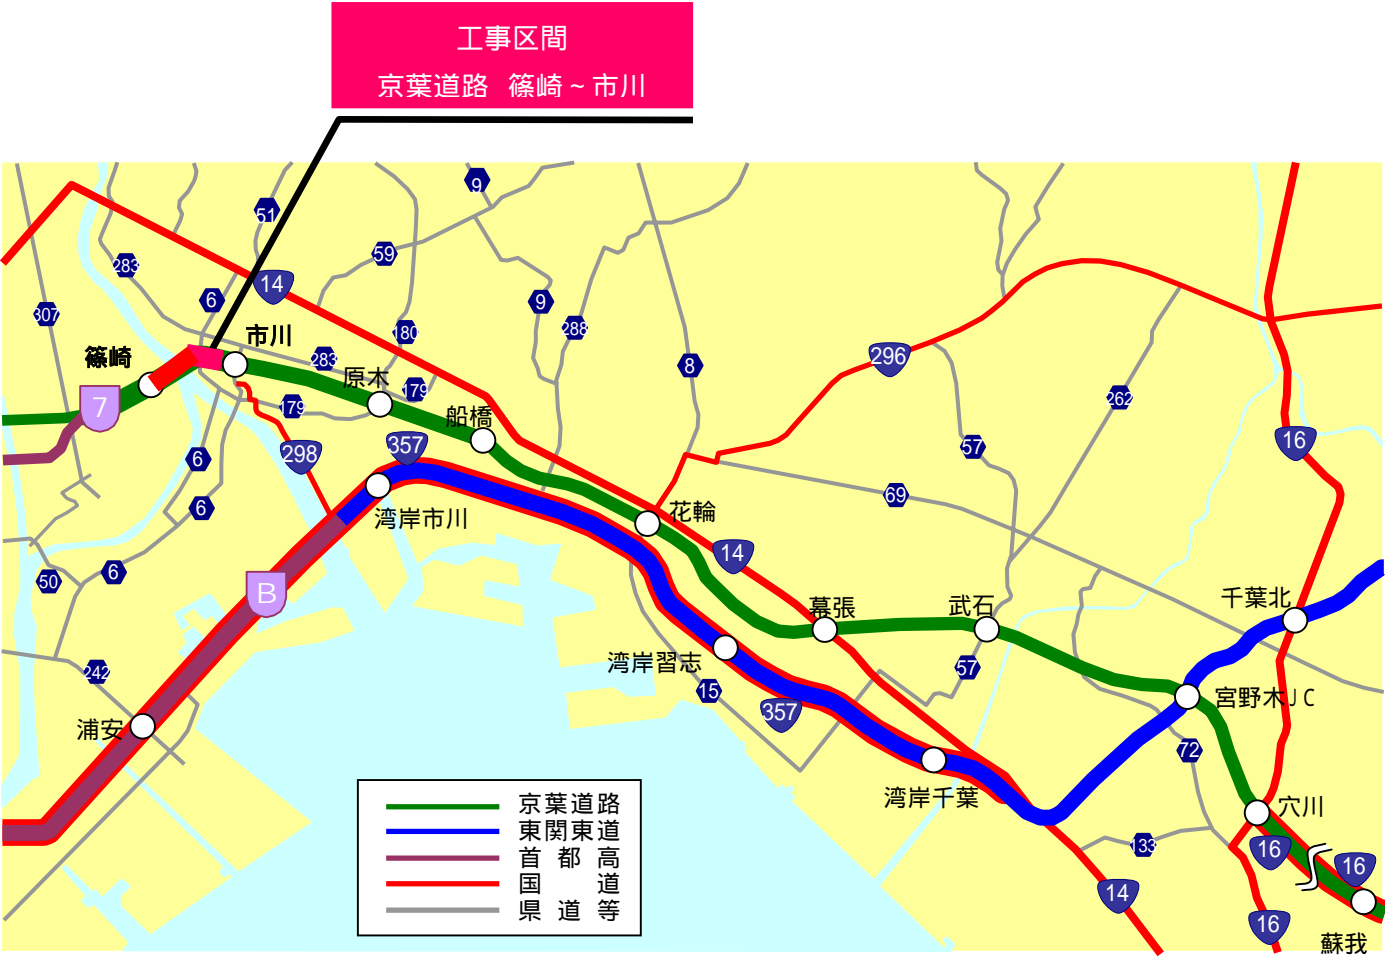 工事区間
京葉道路 篠崎~市川
9
51
59
283
14
6
9
307
288
180
市川
篠崎
283
8
296
原木
179
262
7
179
船橋
357
16
298
57
6
69
6
湾岸市川
花輪
14
6
50
B
千葉北
幕張
武石
湾岸習志
57
242
15
宮野木JC
357
浦安
72
湾岸千葉
穴川
京葉道路
東関東道
首都高
国道
県道等
133
16
16
14
16
蘇我